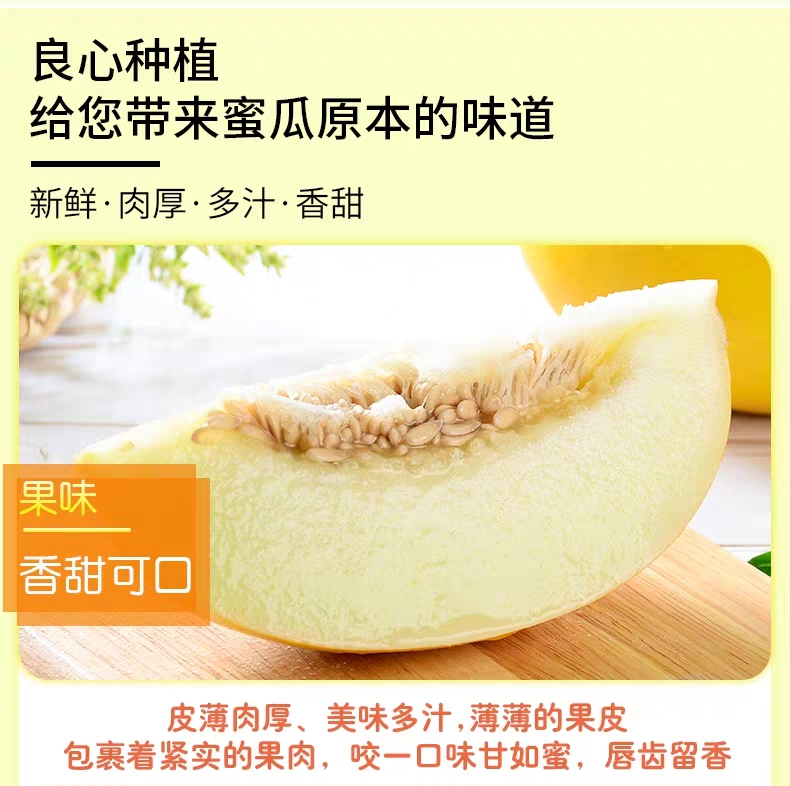 良心种植
给您带来蜜瓜原本的味道
新鲜·肉厚·多汁·香甜
果味
香甜可口
皮薄肉厚、美味多汁,薄薄的果皮
包裹着紧实的果肉，咬一口味甘如蜜，唇齿留香